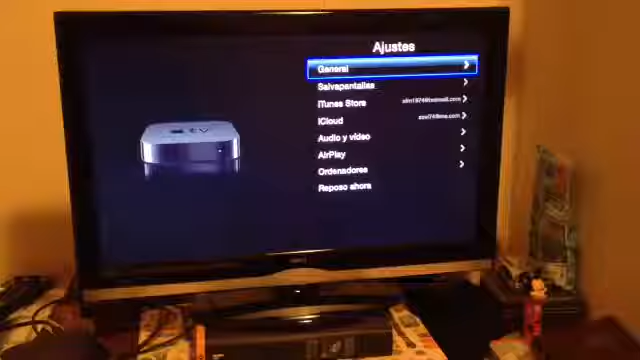 Ajustes
General
Salvapantallas
iTunes Store
iCloud
Audio y vídeo
AirPlay
Ordenadores
Reposo ahora